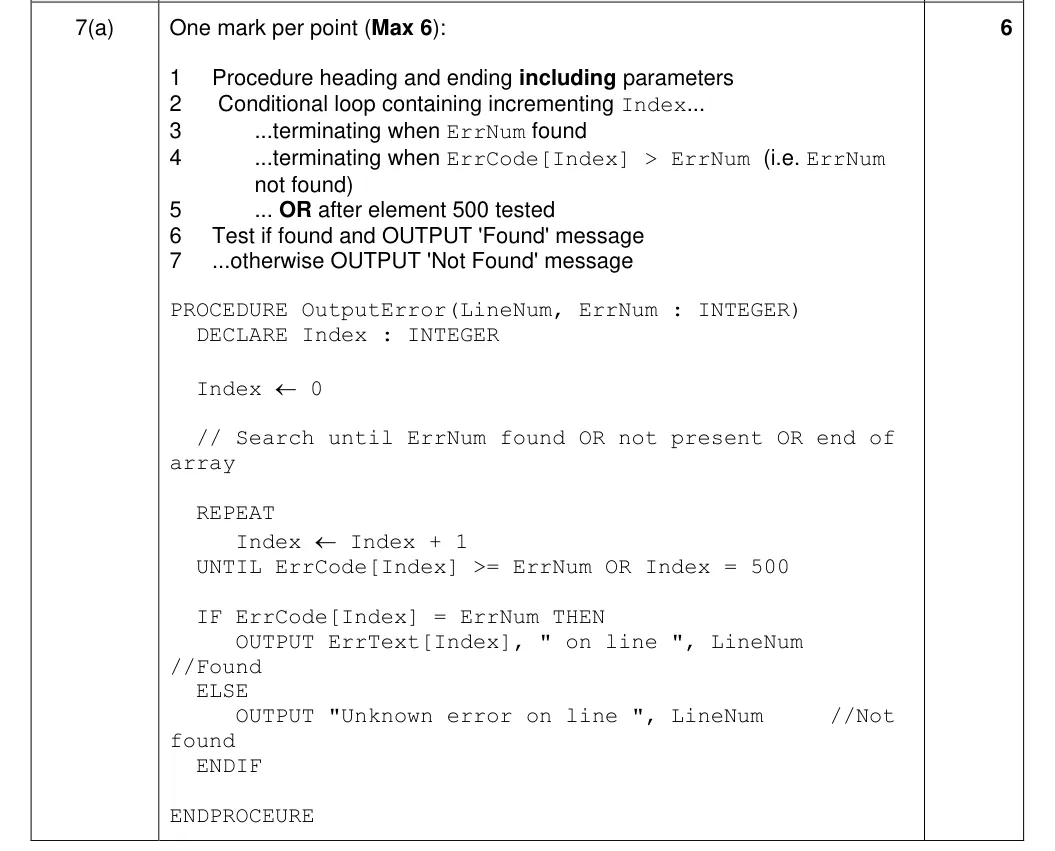 7(a) One mark per point (Max 6): 6
1 Procedure heading and ending including parameters
2 Conditional loop containing incrementing Index...
3 ...terminating when ErrNum found
4 ...terminating when ErrCode[Index] > ErrNum (i.e. ErrNum
not found)
5 ... OR after element 500 tested
6 Test if found and OUTPUT 'Found' message
7 ...otherwise OUTPUT 'Not Found' message
PROCEDURE OutputError(LineNum, ErrNum : INTEGER)
DECLARE Index : INTEGER
Index ← 0
// Search until ErrNum found OR not present OR end of
array
REPEAT
Index ← Index + 1
UNTIL ErrCode[Index] >= ErrNum OR Index = 500
IF ErrCode[Index] = ErrNum THEN
OUTPUT ErrText[Index], " on line ", LineNum
//Found
ELSE
OUTPUT "Unknown error on line ", LineNum //Not
found
ENDIF
ENDPROCEURE